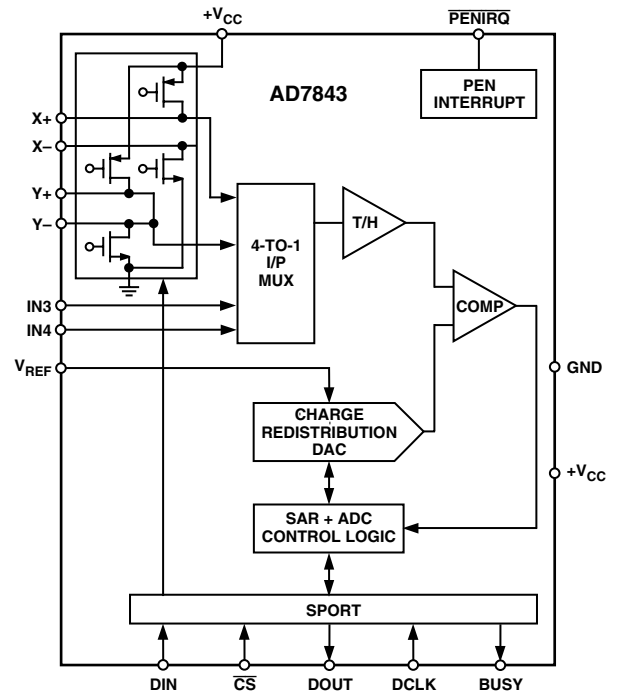 +VCC
PENIRQ
AD7843
PEN
INTERRUPT
X+
X–
Y+
Y–
T/H
4-TO-1
I/P
MUX
COMP
IN3
IN4
VREF
GND
CHARGE
REDISTRIBUTION
DAC
+VCC
SAR + ADC
CONTROL LOGIC
SPORT
DIN
CS
DOUT
DCLK
BUSY